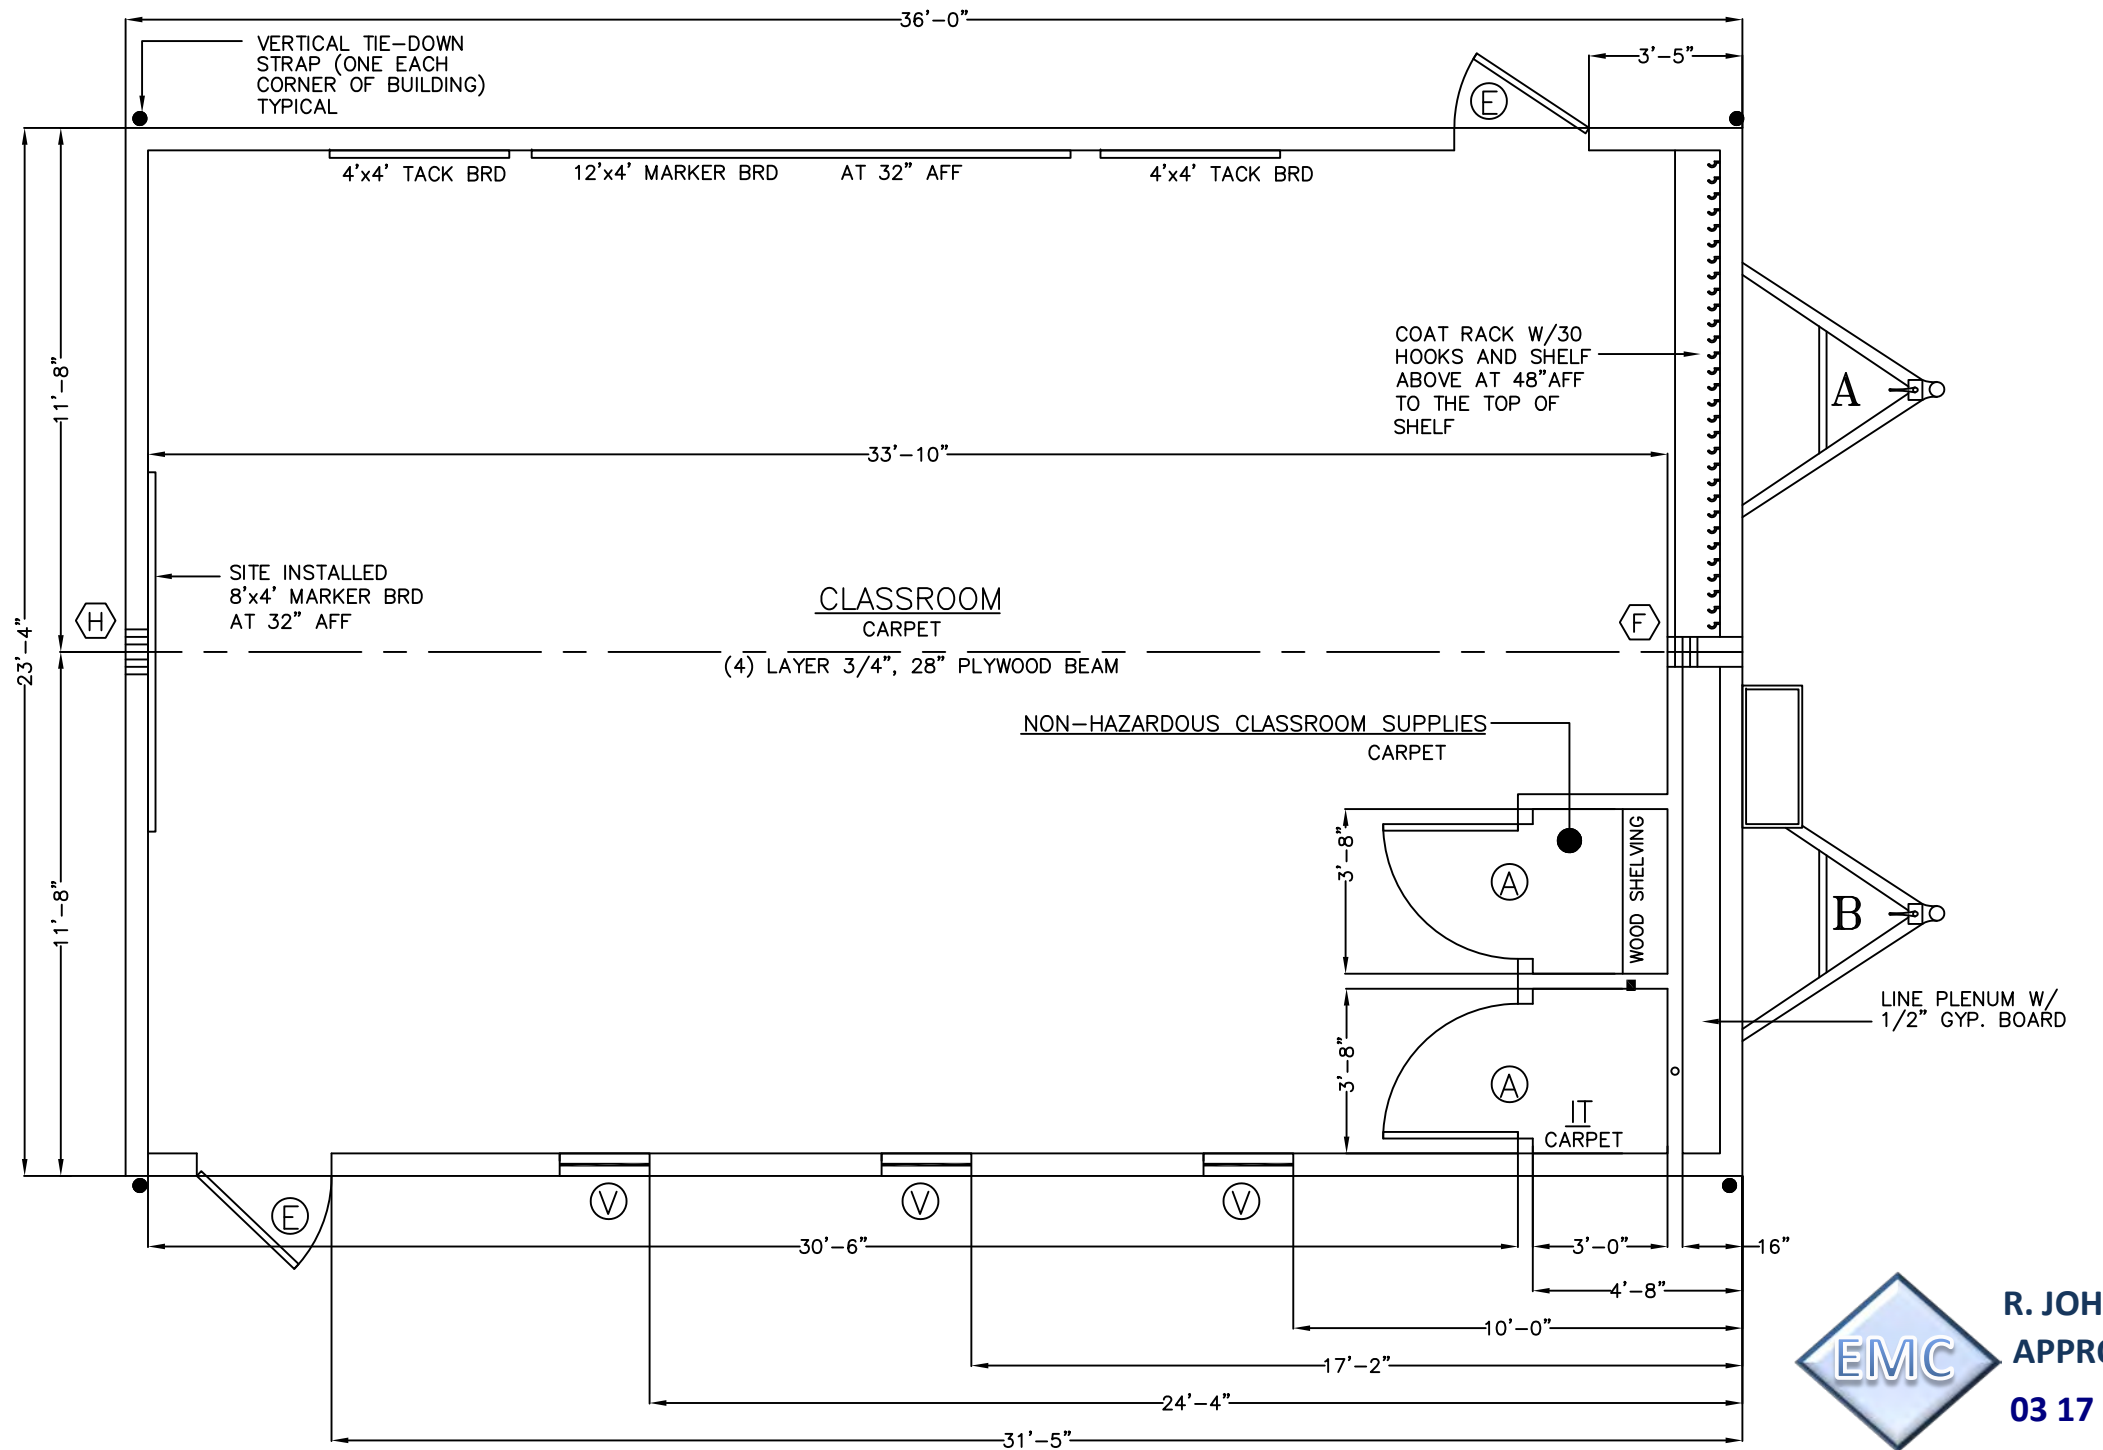 36'-0"
VERTICAL TIE-DOWN
STRAP (ONE EACH
CORNER OF BUILDING)
TYPICAL
3'-5"
E
4'x4' TACK BRD
12'x4' MARKER BRD
AT 32" AFF
4'x4' TACK BRD
COAT RACK W/30
HOOKS AND SHELF
ABOVE AT 48"AFF
TO THE TOP OF
SHELF
A
11'-8"
33'-10"
SITE INSTALLED
8'x4' MARKER BRD
AT 32" AFF
H
CLASSROOM
CARPET
F
23'-4"
(4) LAYER 3/4", 28" PLYWOOD BEAM
NON-HAZARDOUS CLASSROOM SUPPLIES
CARPET
3'-8"
A
WOOD SHELVING
11'-8"
B
LINE PLENUM W/
1/2" GYP. BOARD
3'-8"
A
IT
CARPET
E
V
V
V
30'-6"
3'-0"
16"
4'-8"
10'-0"
17'-2"
24'-4"
31'-5"
EMC
R. JOH
APPRO
03 17